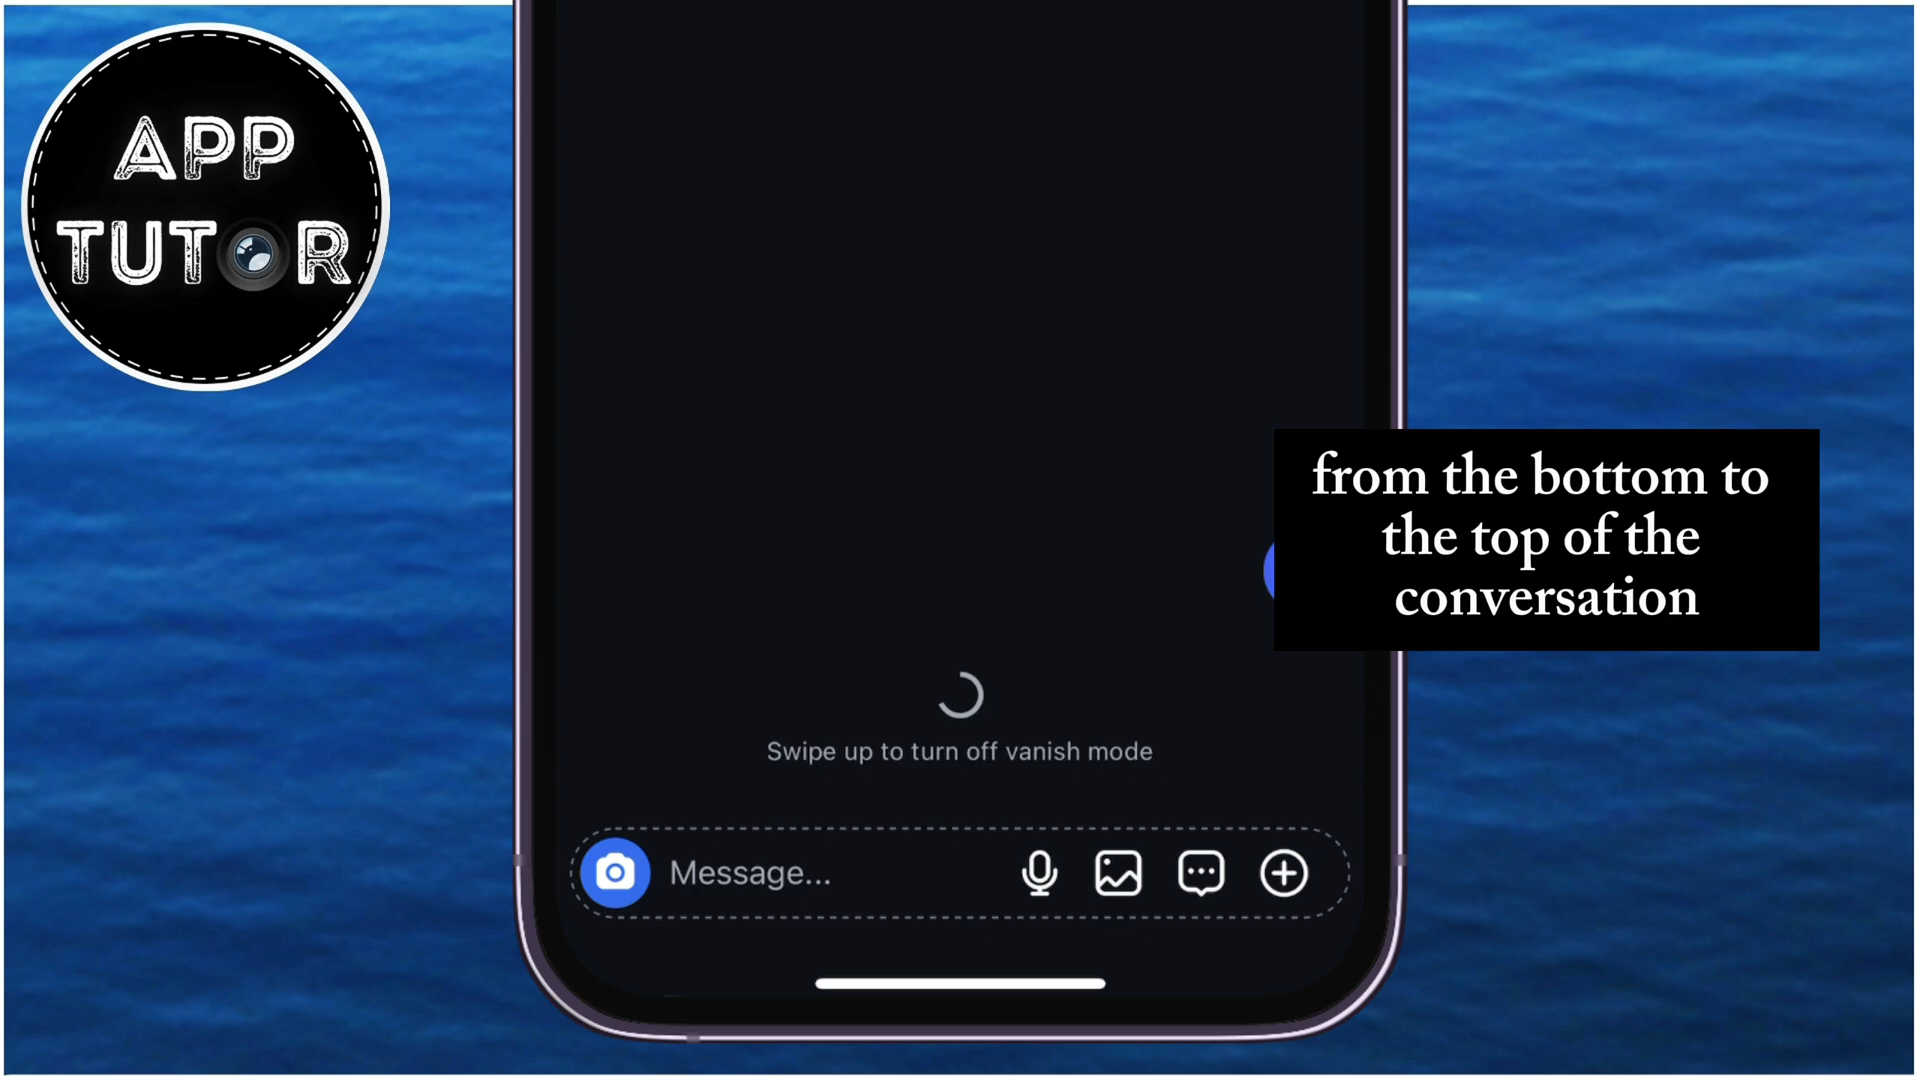 APP
TUTOR
from the bottom to
the top of the
conversation
Swipe up to turn off vanish mode
Message...